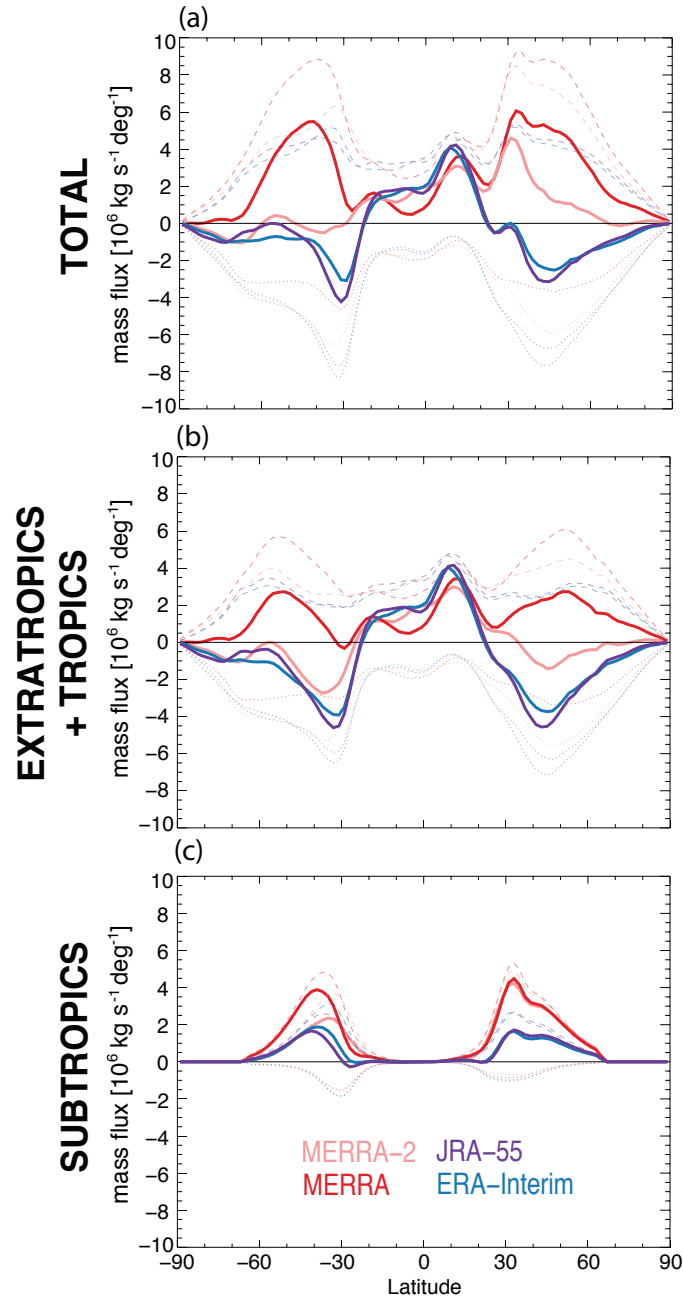 (a)
TOTAL
mass flux [10⁶ kg s⁻¹ deg⁻¹]
10
8
6
4
2
0
−2
−4
−6
−8
−10
(b)
EXTRATROPICS
+ TROPICS
mass flux [10⁶ kg s⁻¹ deg⁻¹]
10
8
6
4
2
0
−2
−4
−6
−8
−10
(c)
SUBTROPICS
mass flux [10⁶ kg s⁻¹ deg⁻¹]
10
8
6
4
2
0
−2
−4
−6
−8
−10
MERRA−2 JRA−55
MERRA ERA−Interim
−90 −60 −30 0 30 60 90
Latitude